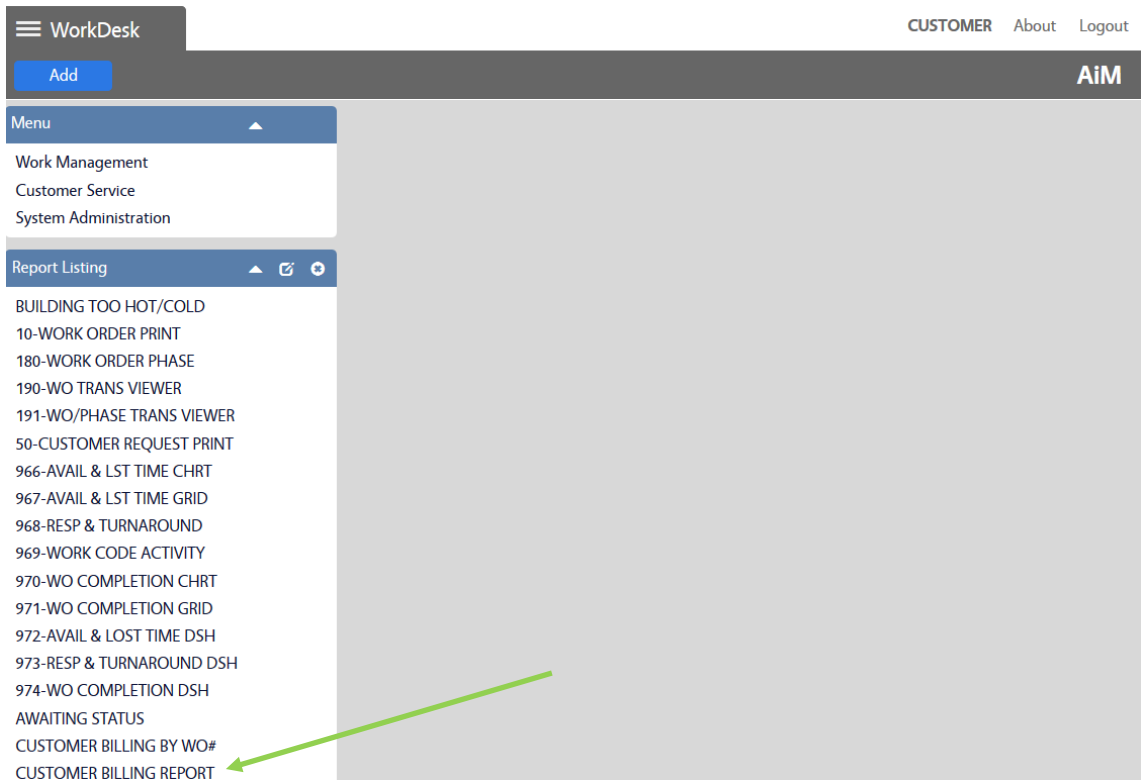 WorkDesk
CUSTOMER About Logout
Add
AiM
Menu
Work Management
Customer Service
System Administration
Report Listing
BUILDING TOO HOT/COLD
10-WORK ORDER PRINT
180-WORK ORDER PHASE
190-WO TRANS VIEWER
191-WO/PHASE TRANS VIEWER
50-CUSTOMER REQUEST PRINT
966-AVAIL & LST TIME CHRT
967-AVAIL & LST TIME GRID
968-RESP & TURNAROUND
969-WORK CODE ACTIVITY
970-WO COMPLETION CHRT
971-WO COMPLETION GRID
972-AVAIL & LOST TIME DSH
973-RESP & TURNAROUND DSH
974-WO COMPLETION DSH
AWAITING STATUS
CUSTOMER BILLING BY WO#
CUSTOMER BILLING REPORT